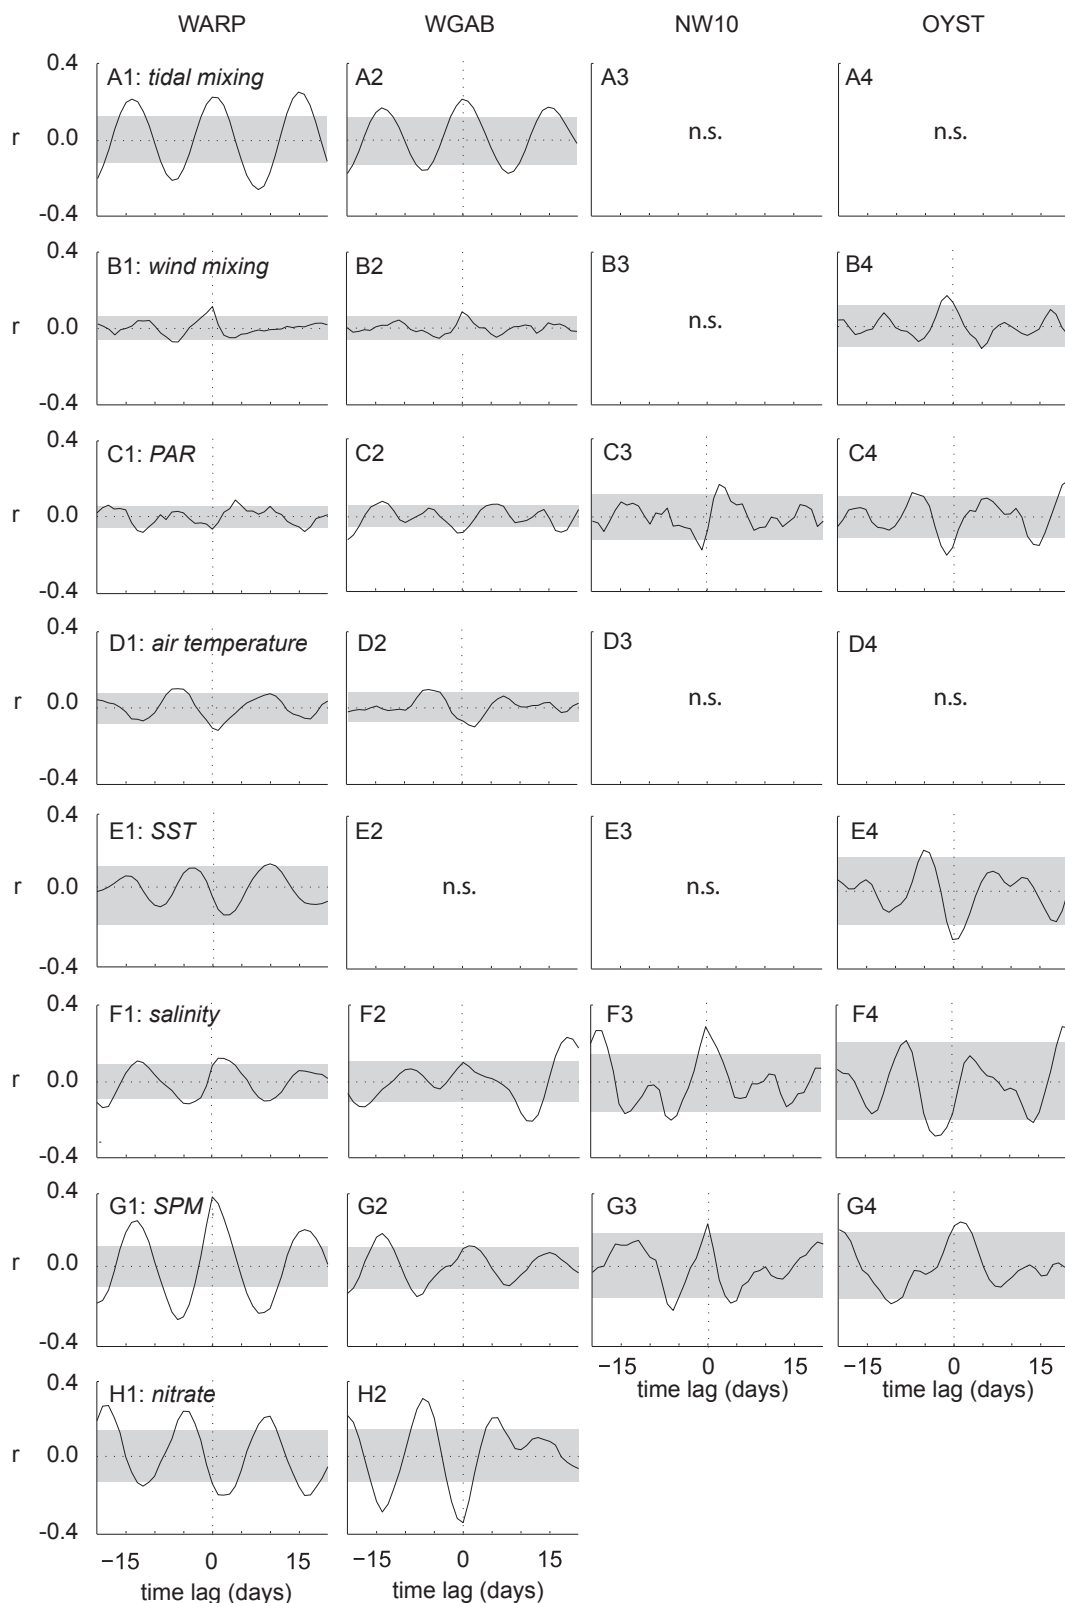 WARP WGAB NW10 OYST
0.4
A1: tidal mixing A2 A3 A4
r 0.0 n.s. n.s.
-0.4
0.4
B1: wind mixing B2 B3 B4
r 0.0 n.s.
-0.4
0.4
C1: PAR C2 C3 C4
r 0.0
-0.4
0.4
D1: air temperature D2 D3 D4
r 0.0 n.s. n.s.
-0.4
0.4
E1: SST E2 E3 E4
r 0.0 n.s. n.s.
-0.4
0.4
F1: salinity F2 F3 F4
r 0.0
-0.4
0.4
G1: SPM G2 G3 G4
r 0.0
-0.4
−15 0 15 −15 0 15
time lag (days) time lag (days)
0.4
H1: nitrate H2
r 0.0
-0.4
−15 0 15 −15 0 15
time lag (days) time lag (days)